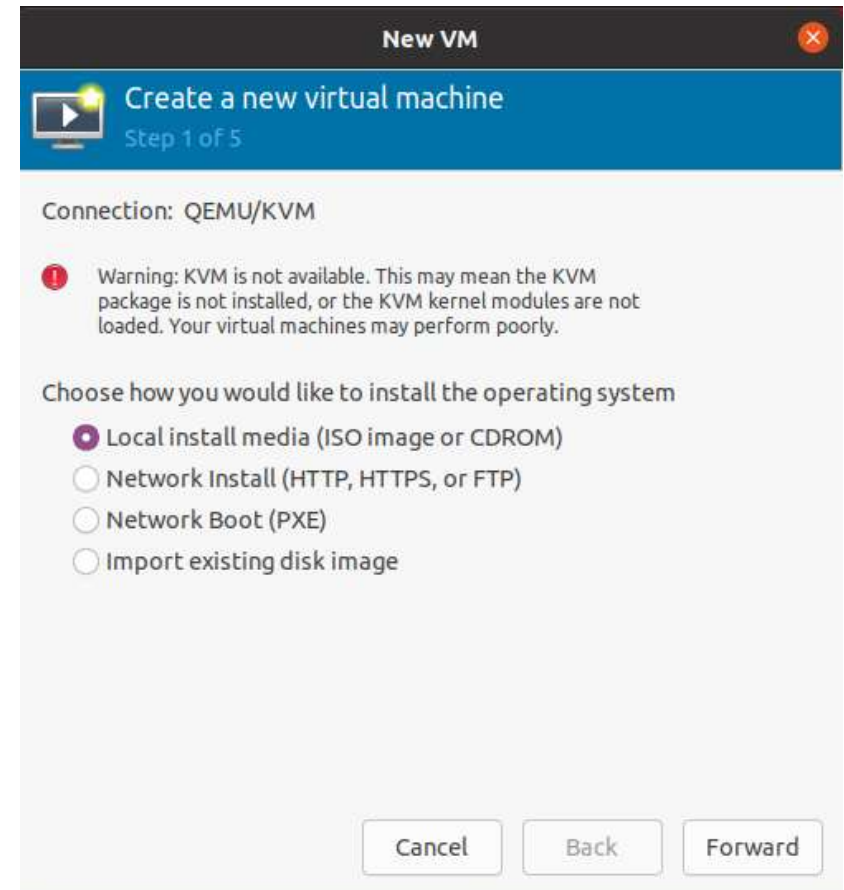 New VM
Create a new virtual machine
Step 1 of 5
Connection: QEMU/KVM
Warning: KVM is not available. This may mean the KVM
package is not installed, or the KVM kernel modules are not
loaded. Your virtual machines may perform poorly.
Choose how you would like to install the operating system
Local install media (ISO image or CDROM)
Network Install (HTTP, HTTPS, or FTP)
Network Boot (PXE)
Import existing disk image
Cancel Back Forward